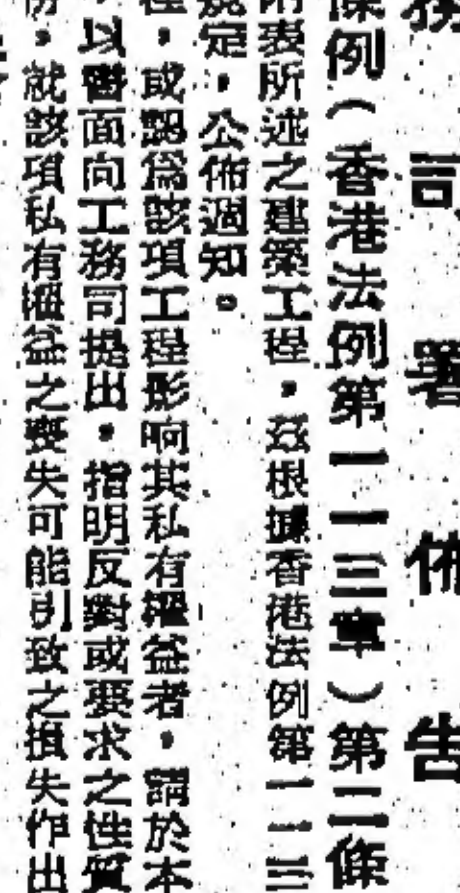 務司署佈告
條例（香港法例第一一三章）第二條
附表所述之建築工程，茲根據香港法例第一二三
規定，公佈週知。
程，或認爲該項工程影响其私有權益者，請於本
，以書面向工務司提出，指明反對或要求之性質
，就該項私有權益之喪失可能引致之損失作出